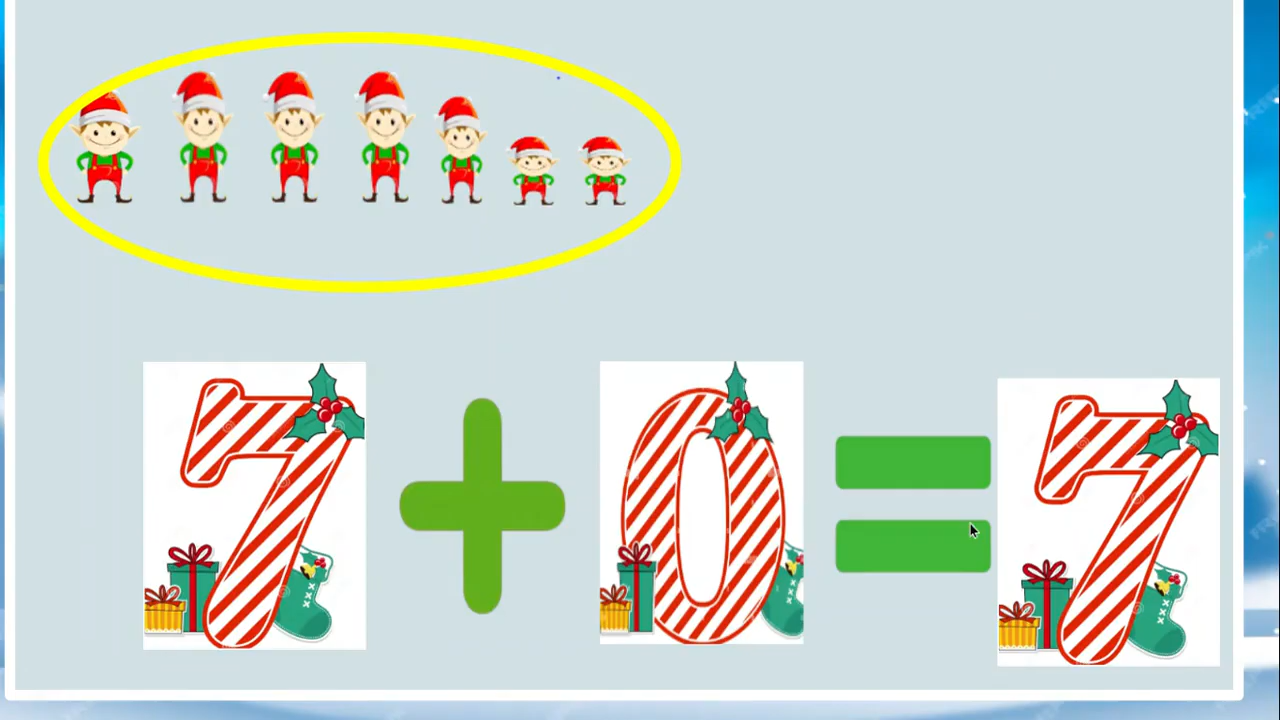 7 + 0 = 7